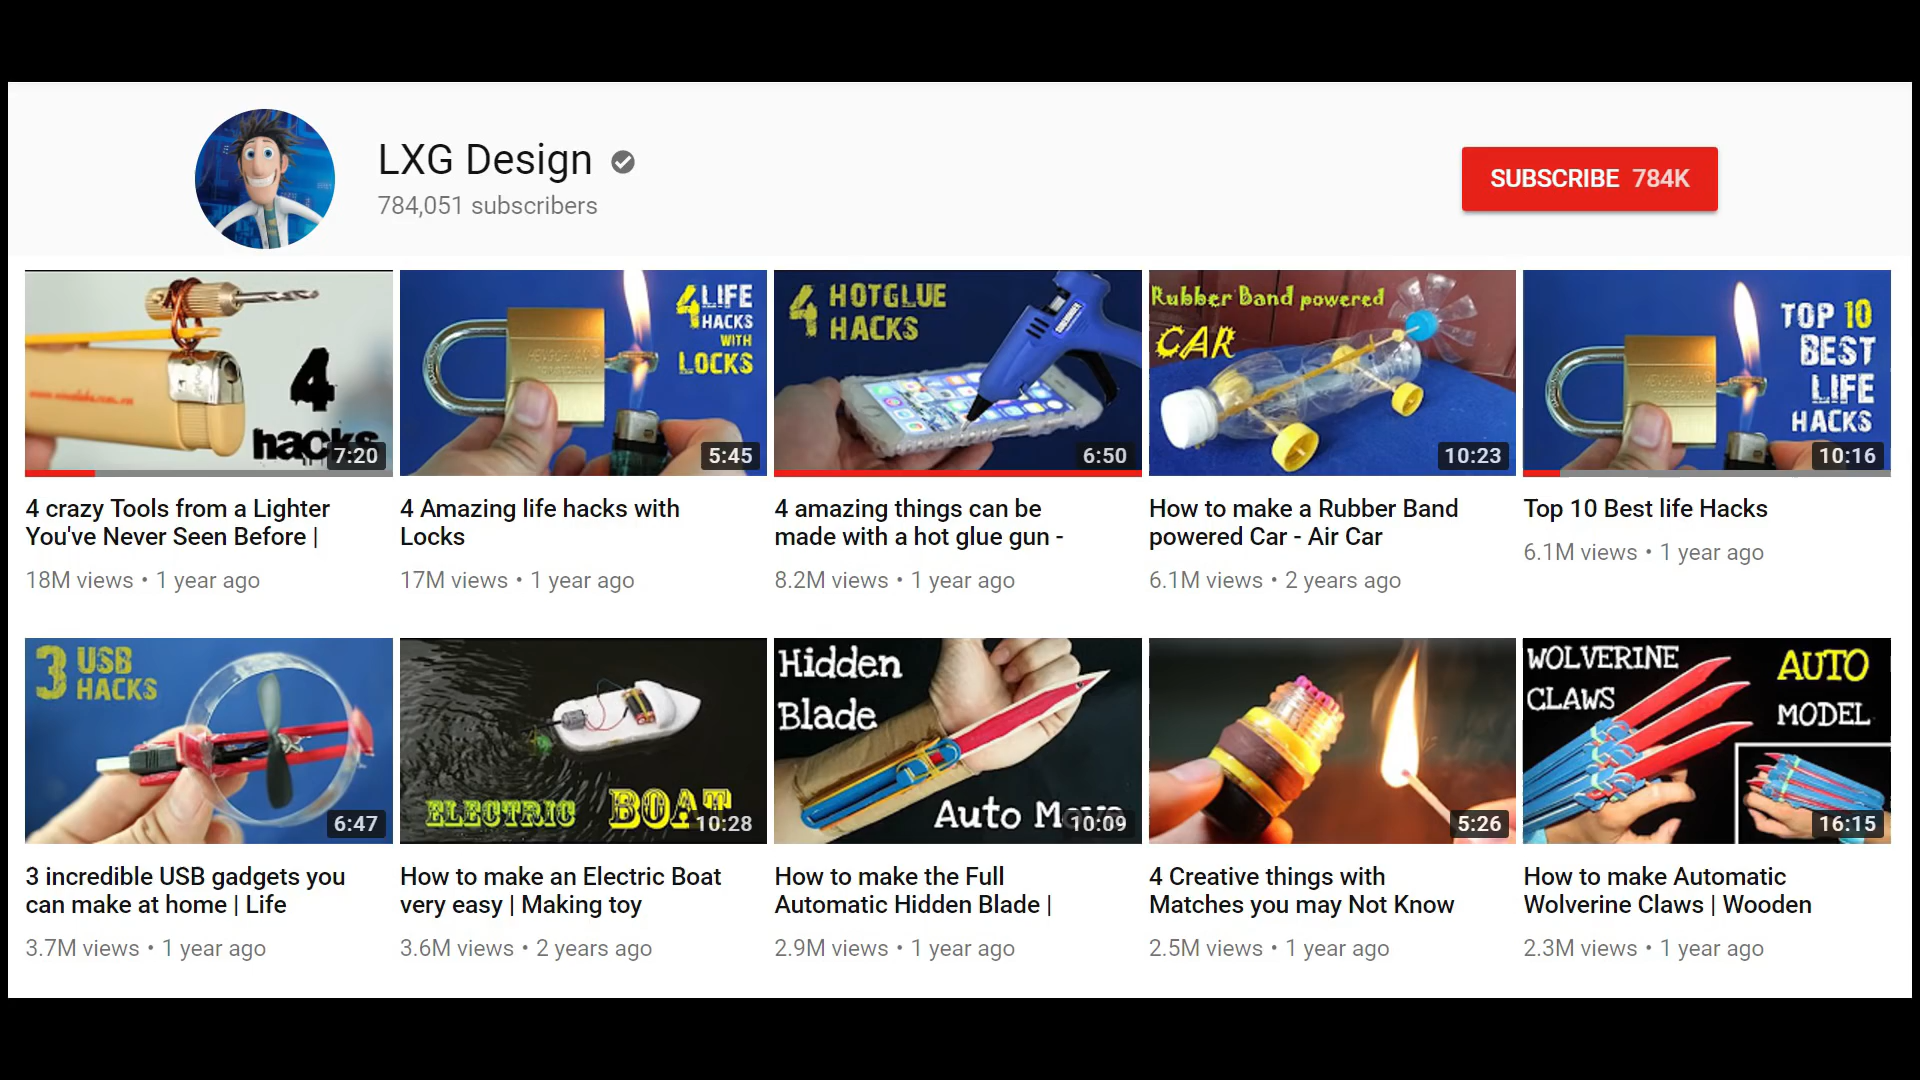 LXG Design
784,051 subscribers
SUBSCRIBE 784K
4
hacks
7:20
4 LIFE
HACKS
WITH
LOCKS
5:45
4 HOTGLUE
HACKS
6:50
Rubber Band powered
CAR
10:23
TOP 10
BEST
LIFE
HACKS
10:16
4 crazy Tools from a Lighter
You've Never Seen Before |
18M views • 1 year ago
4 Amazing life hacks with
Locks
17M views • 1 year ago
4 amazing things can be
made with a hot glue gun -
8.2M views • 1 year ago
How to make a Rubber Band
powered Car - Air Car
6.1M views • 2 years ago
Top 10 Best life Hacks
6.1M views • 1 year ago
3 USB
HACKS
6:47
ELECTRIC BOAT
10:28
Hidden
Blade
Auto Move
10:09
5:26
WOLVERINE
CLAWS
AUTO
MODEL
16:15
3 incredible USB gadgets you
can make at home | Life
3.7M views • 1 year ago
How to make an Electric Boat
very easy | Making toy
3.6M views • 2 years ago
How to make the Full
Automatic Hidden Blade |
2.9M views • 1 year ago
4 Creative things with
Matches you may Not Know
2.5M views • 1 year ago
How to make Automatic
Wolverine Claws | Wooden
2.3M views • 1 year ago